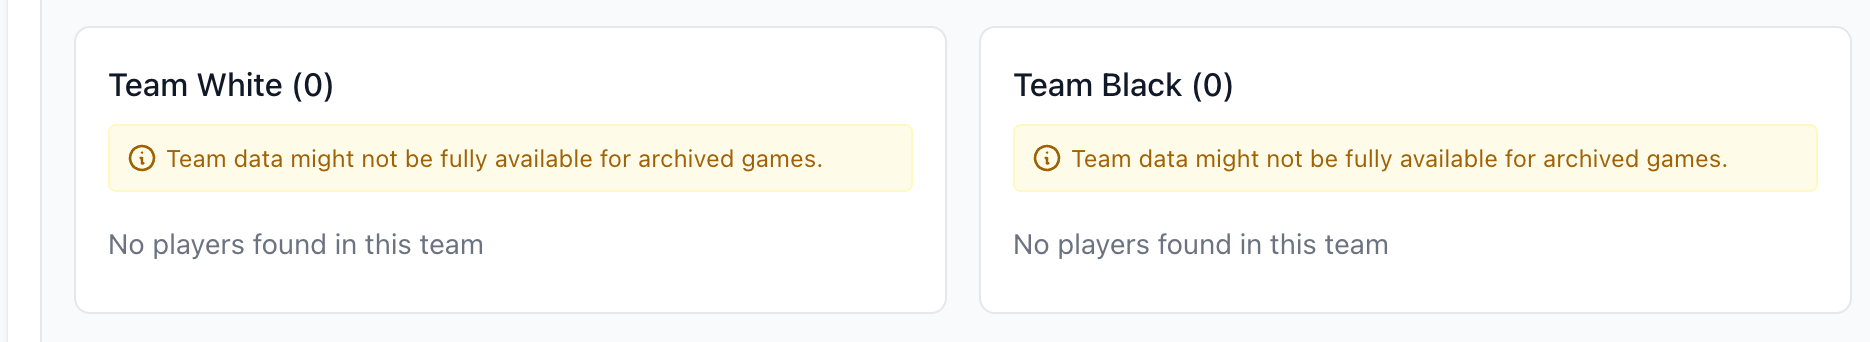 Team White (0)
Team data might not be fully available for archived games.
No players found in this team
Team Black (0)
Team data might not be fully available for archived games.
No players found in this team